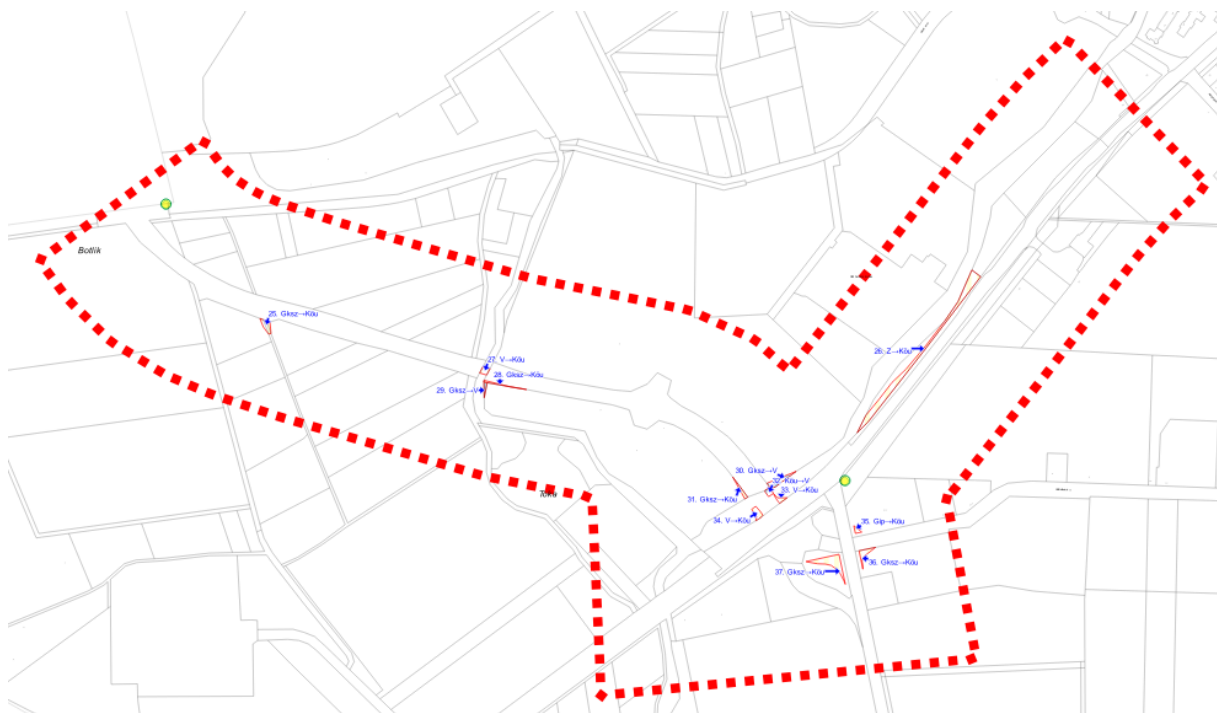 Botlik
25. Gksz→Köu
26. Z→Köu
27. V→Köu
28. Gksz→Köu
29. Gksz→V
30. Gksz→V
32. Köu→V
31. Gksz→Köu
33. V→Köu
Toka
34. V→Köu
35. Gip→Köu
36. Gksz→Köu
37. Gksz→Köu